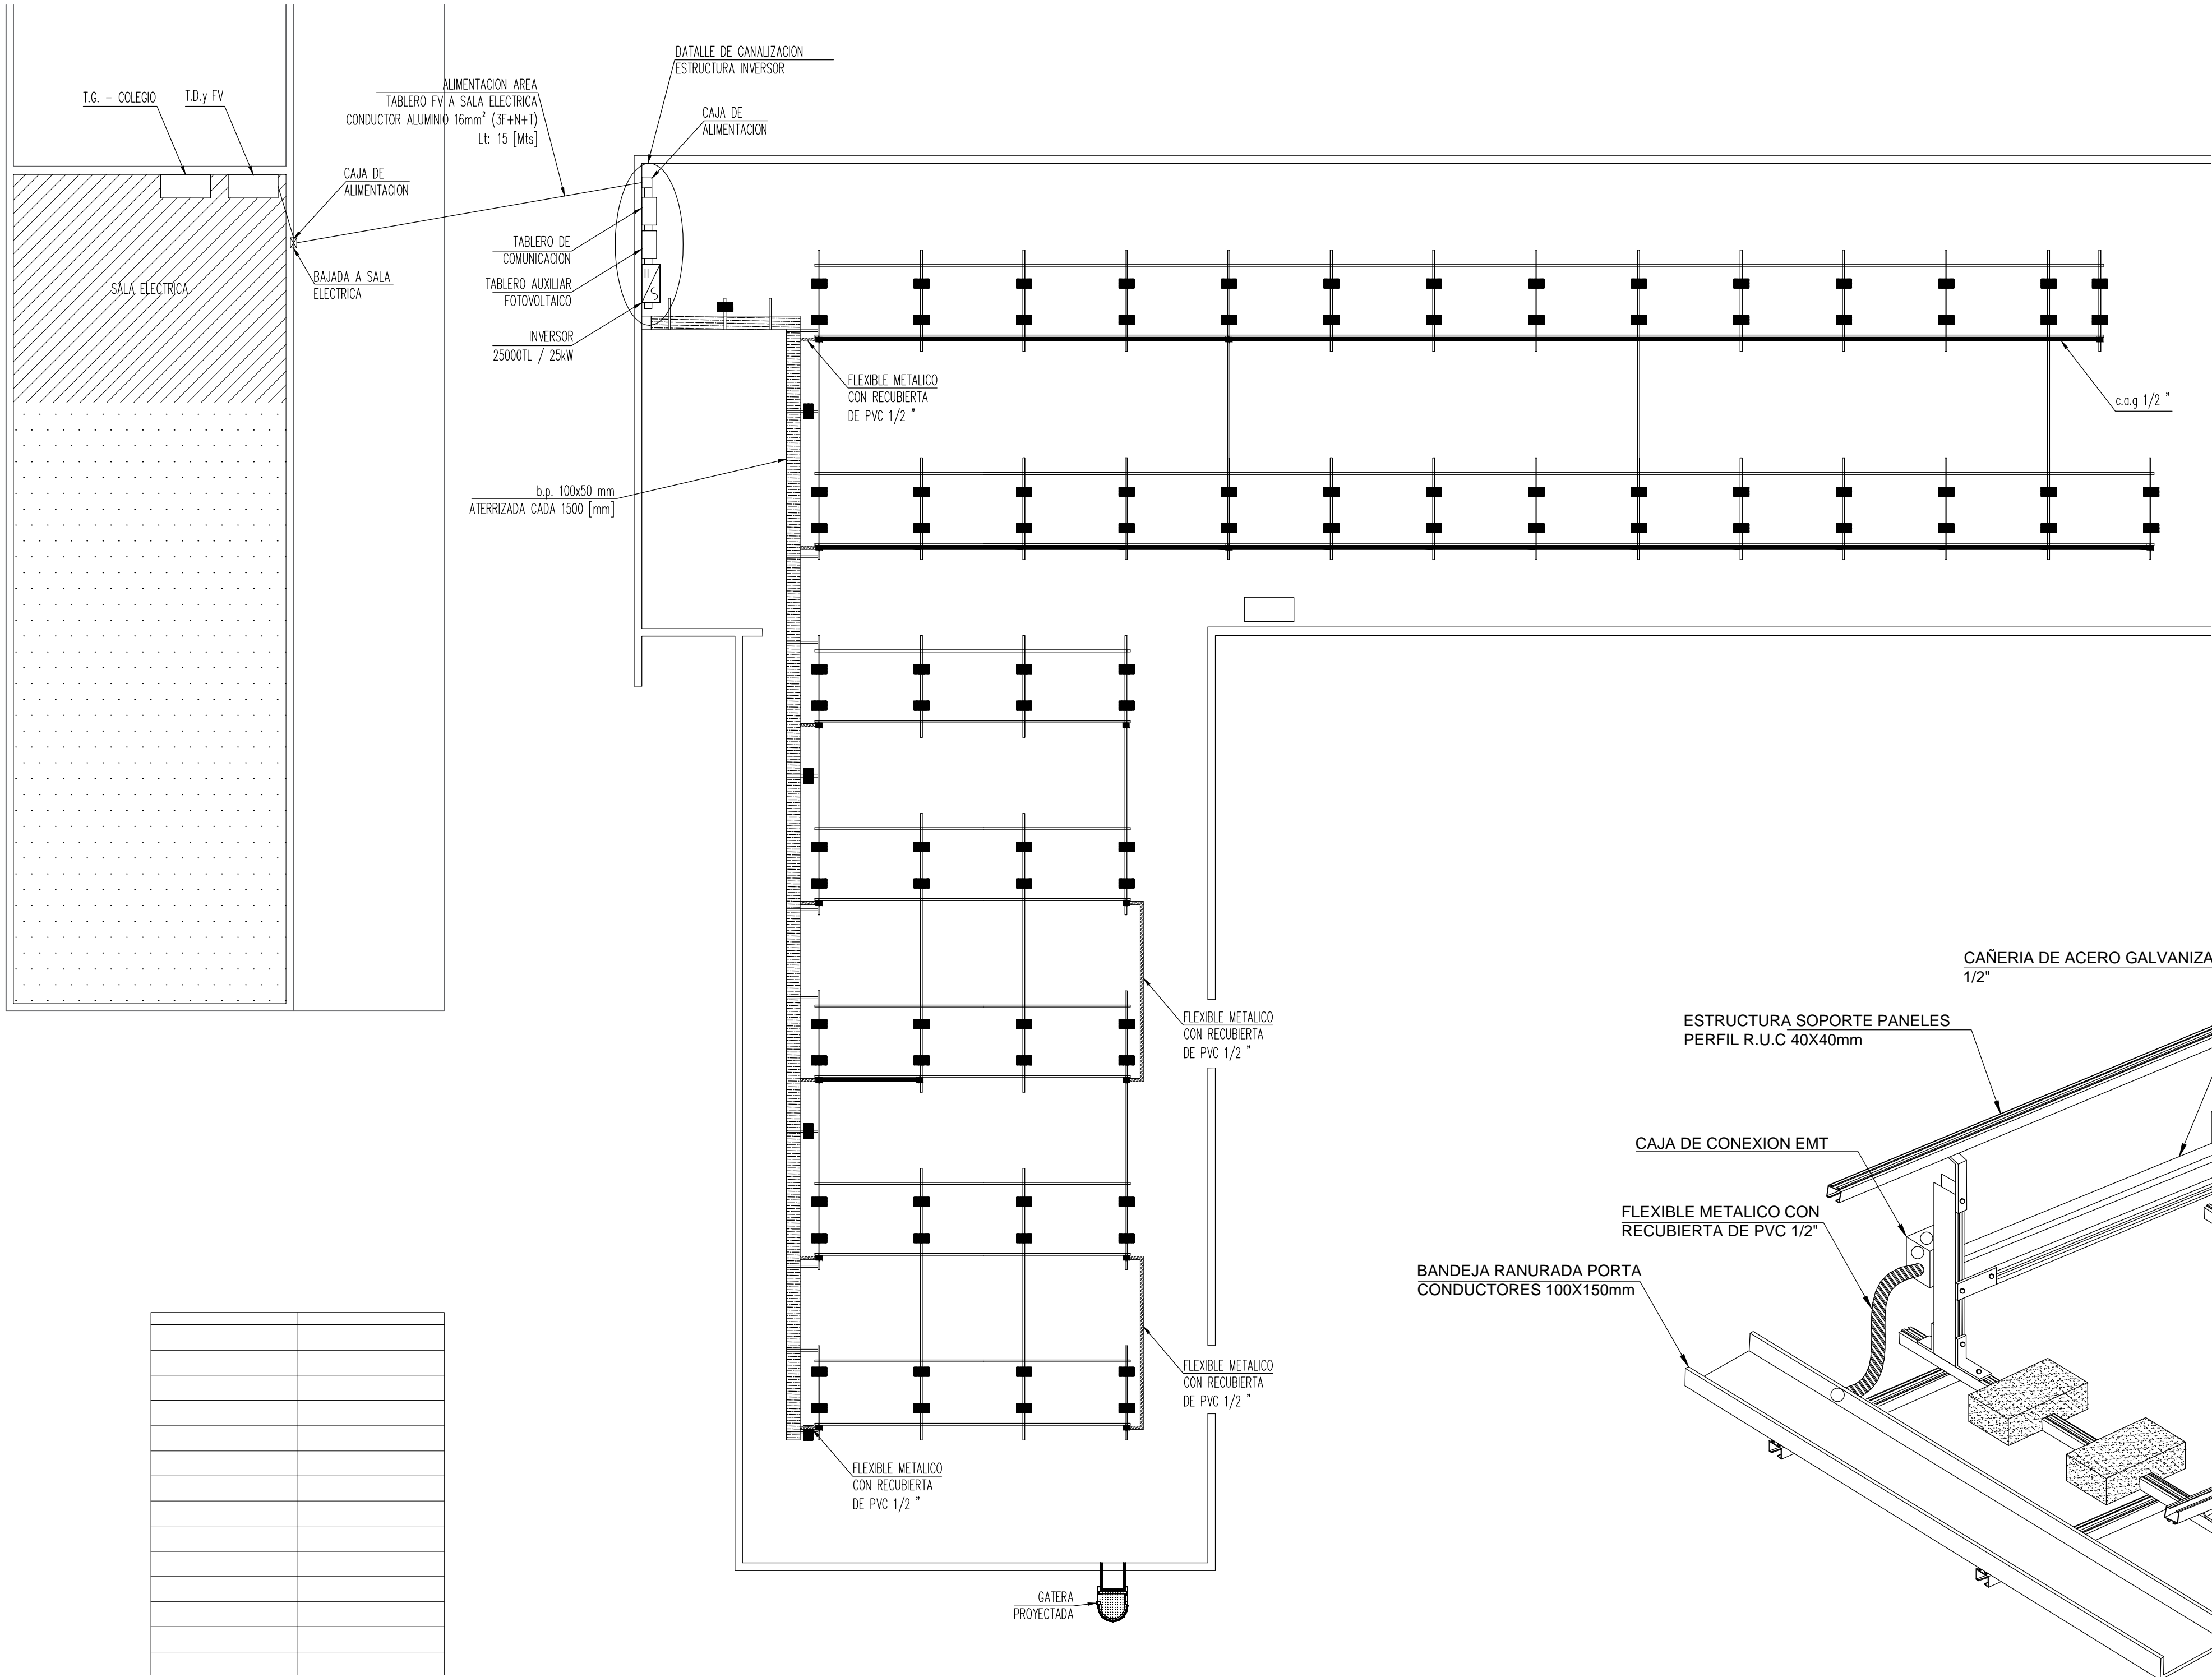 DATALLE DE CANALIZACION
ESTRUCTURA INVERSOR
T.G. - COLEGIO
T.D.y FV
ALIMENTACION AREA
TABLERO FV A SALA ELECTRICA
CONDUCTOR ALUMINIO 16mm² (3F+N+T)
Lt: 15 [Mts]
CAJA DE
ALIMENTACION
CAJA DE
ALIMENTACION
TABLERO DE
COMUNICACION
BAJADA A SALA
ELECTRICA
SALA ELECTRICA
TABLERO AUXILIAR
FOTOVOLTAICO
INVERSOR
25000TL / 25kW
FLEXIBLE METALICO
CON RECUBIERTA
DE PVC 1/2 "
c.a.g 1/2 "
b.p. 100x50 mm
ATERRIZADA CADA 1500 [mm]
CAÑERIA DE ACERO GALVANIZA
1/2"
FLEXIBLE METALICO
CON RECUBIERTA
DE PVC 1/2 "
ESTRUCTURA SOPORTE PANELES
PERFIL R.U.C 40X40mm
CAJA DE CONEXION EMT
FLEXIBLE METALICO CON
RECUBIERTA DE PVC 1/2"
BANDEJA RANURADA PORTA
CONDUCTORES 100X150mm
FLEXIBLE METALICO
CON RECUBIERTA
DE PVC 1/2 "
FLEXIBLE METALICO
CON RECUBIERTA
DE PVC 1/2 "
GATERA
PROYECTADA